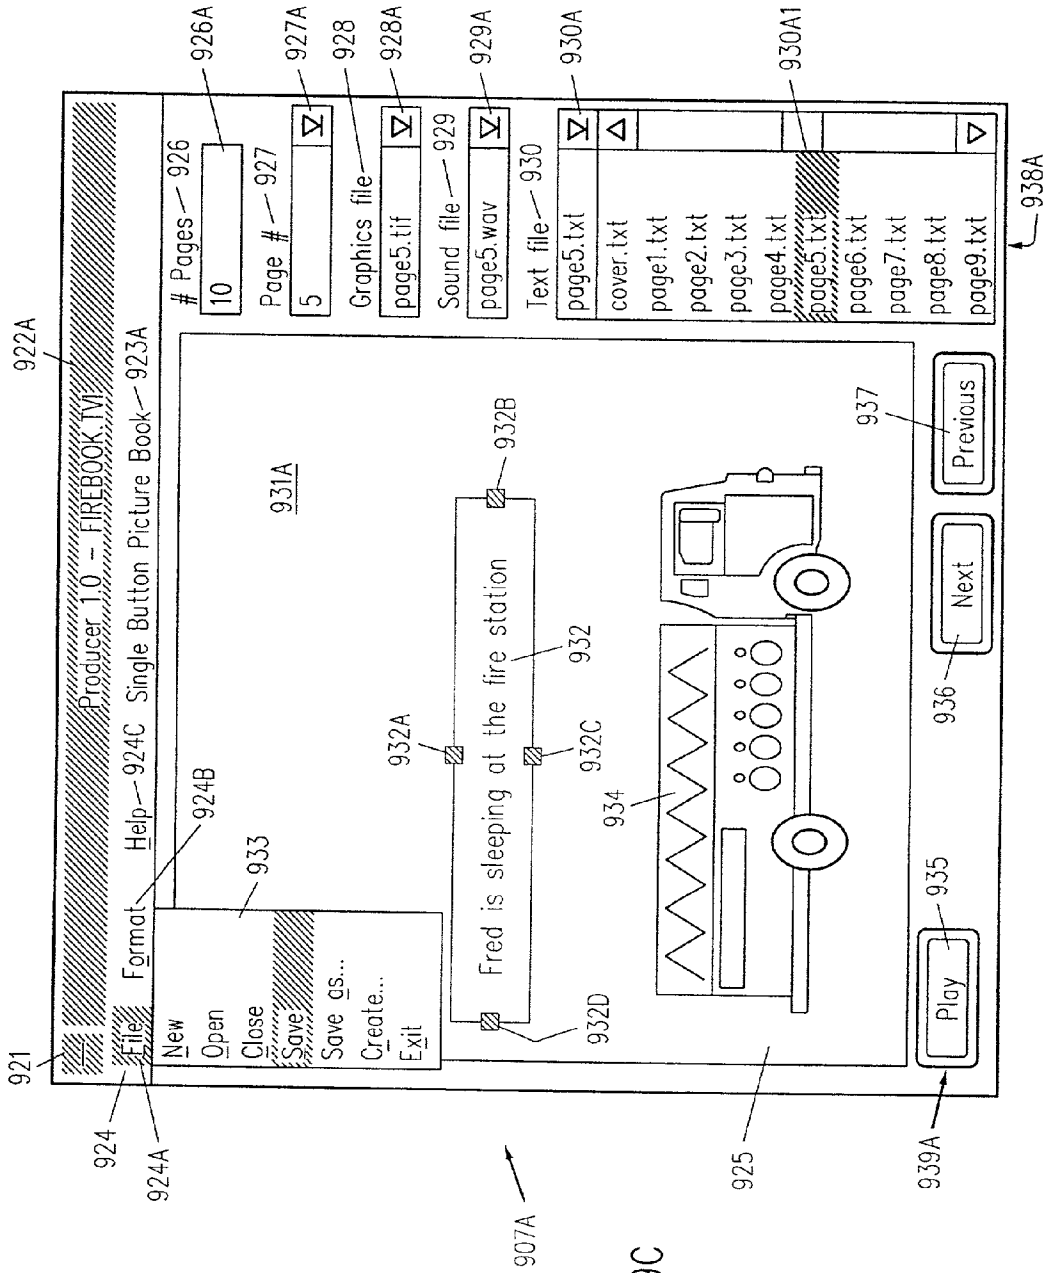 921
922A
Producer 1.0 - FIREBOOK.TVI
924
924A
File Format Help 924C Single Button Picture Book 923A
924B
933
New
Open
Close
Save
Save as...
Create...
Exit
# Pages 926
926A
10
Page # 927
927A
5
Graphics file 928
928A
page5.tif
Sound file 929
929A
page5.wav
Text file 930
930A
page5.txt
cover.txt
page1.txt
page2.txt
page3.txt
page4.txt
page5.txt
page6.txt
page7.txt
page8.txt
page9.txt
930A1
938A
931A
932A
932B
Fred is sleeping at the fire station
932
932C
932D
934
925
Play
935
939A
Next
936
Previous
937
907A
9C